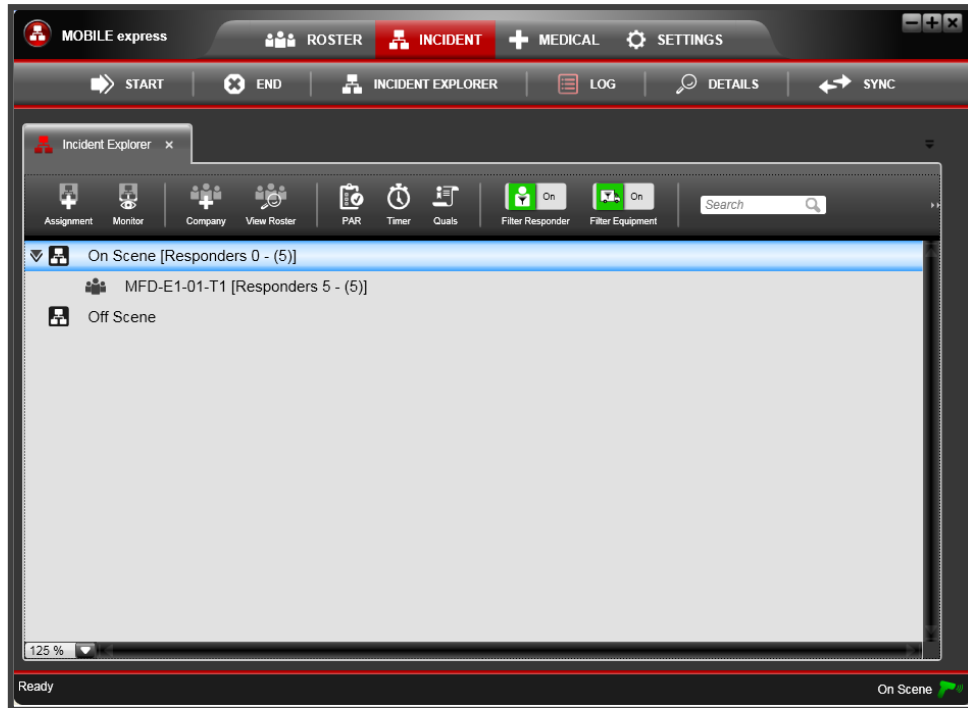 MOBILE express ROSTER INCIDENT MEDICAL SETTINGS
START END INCIDENT EXPLORER LOG DETAILS SYNC
Incident Explorer x
On On Search
Assignment Monitor Company View Roster PAR Timer Quals Filter Responder Filter Equipment
On Scene [Responders 0 - (5)]
MFD-E1-01-T1 [Responders 5 - (5)]
Off Scene
125 %
Ready On Scene